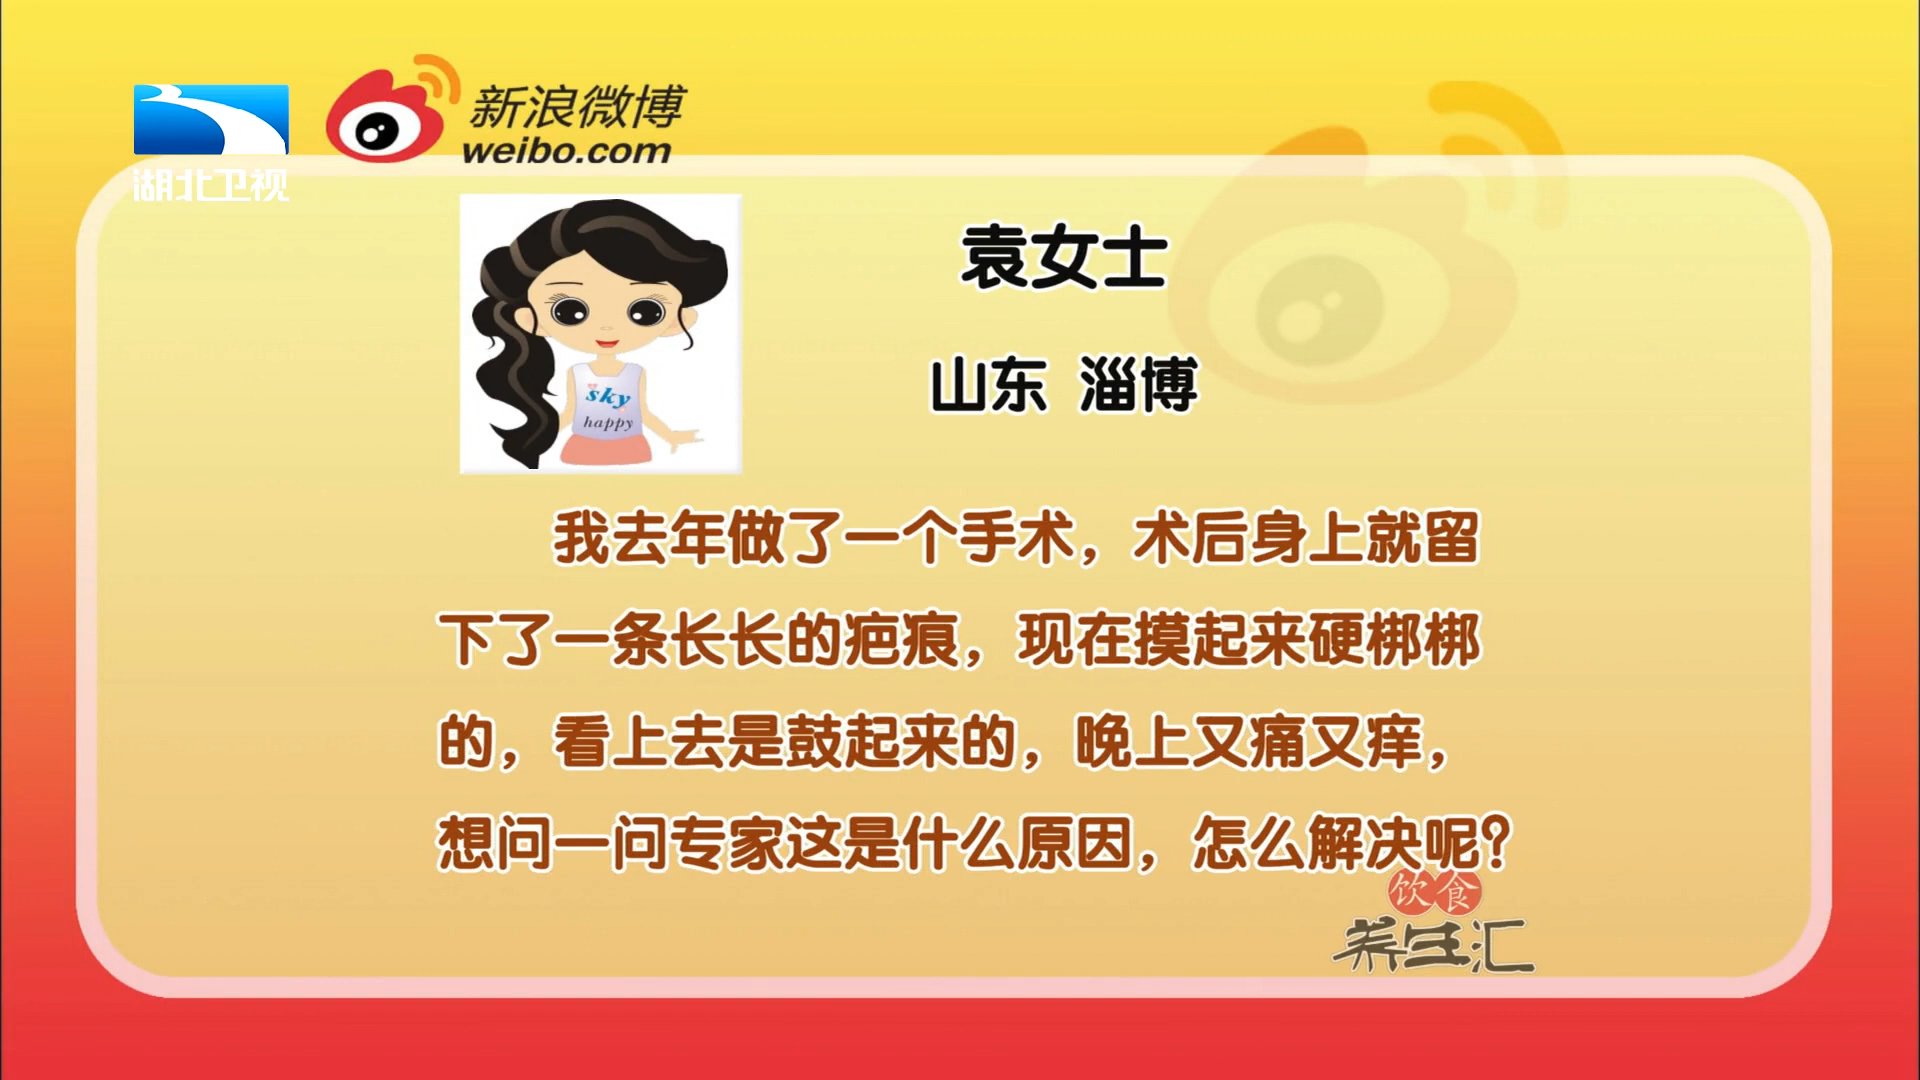 新浪微博
weibo.com
湖北卫视
袁女士
山东 淄博
sky
happy
我去年做了一个手术，术后身上就留
下了一条长长的疤痕，现在摸起来硬梆梆
的，看上去是鼓起来的，晚上又痛又痒，
想问一问专家这是什么原因，怎么解决呢？
饮食
养生汇